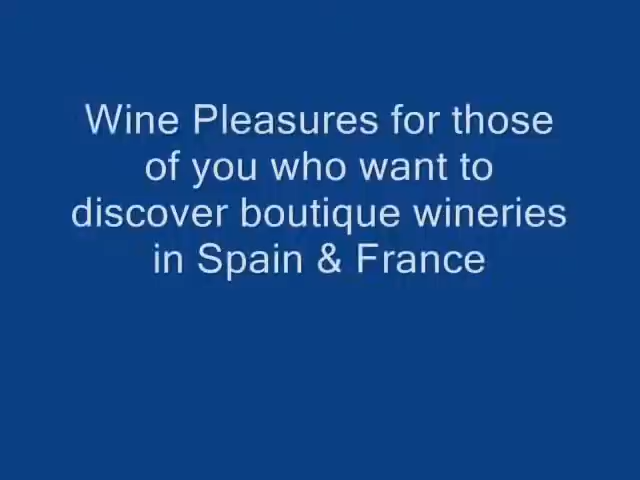 Wine Pleasures for those
of you who want to
discover boutique wineries
in Spain & France